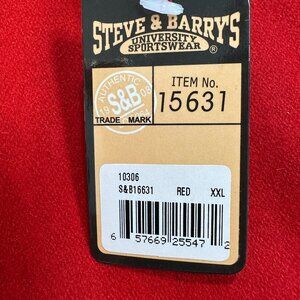 STEVE & BARRY'S
UNIVERSITY
SPORTSWEAR ®
AUTHENTIC
S&B
TRADE MARK
ITEM No.
15631
10306
S&B16631 RED XXL
6 57669 25547 2